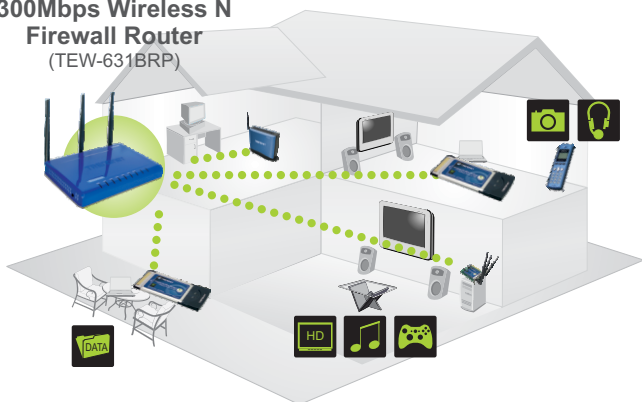 300Mbps Wireless N
Firewall Router
(TEW-631BRP)
HD
DATA